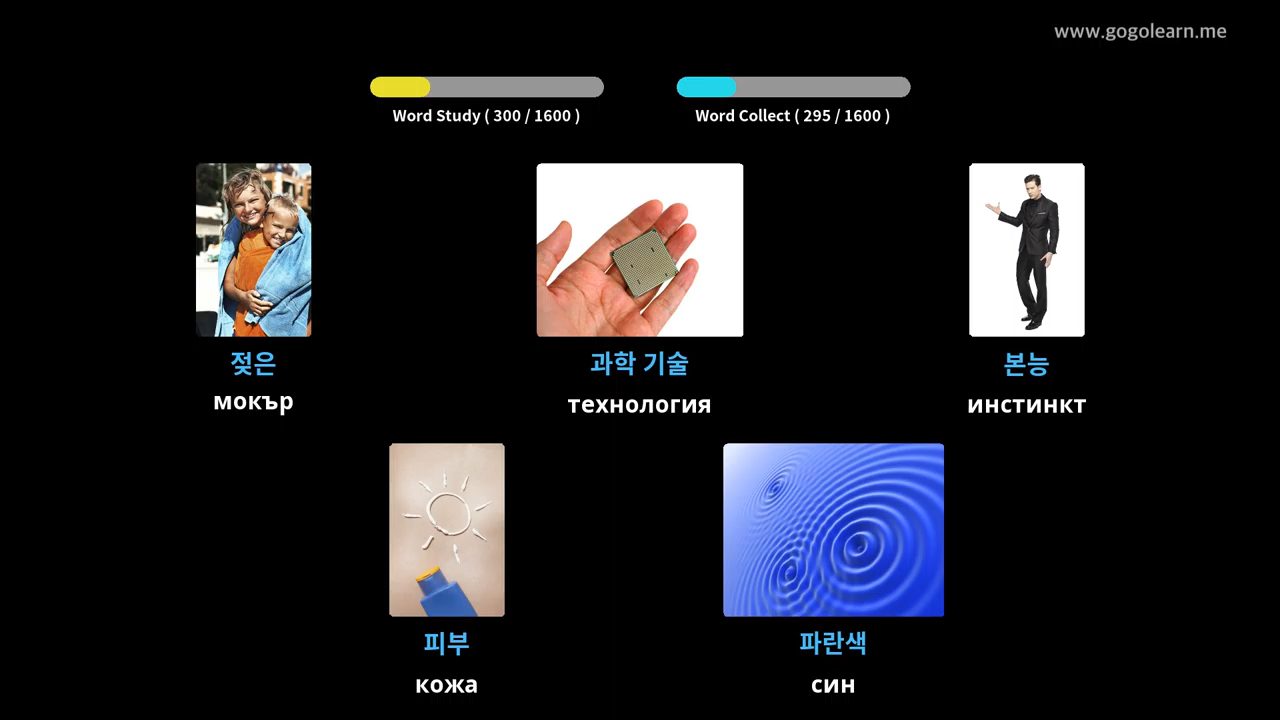 www.gogolearn.me
Word Study ( 300 / 1600 )
Word Collect ( 295 / 1600 )
젖은
мокър
과학 기술
технология
본능
инстинкт
피부
кожа
파란색
син